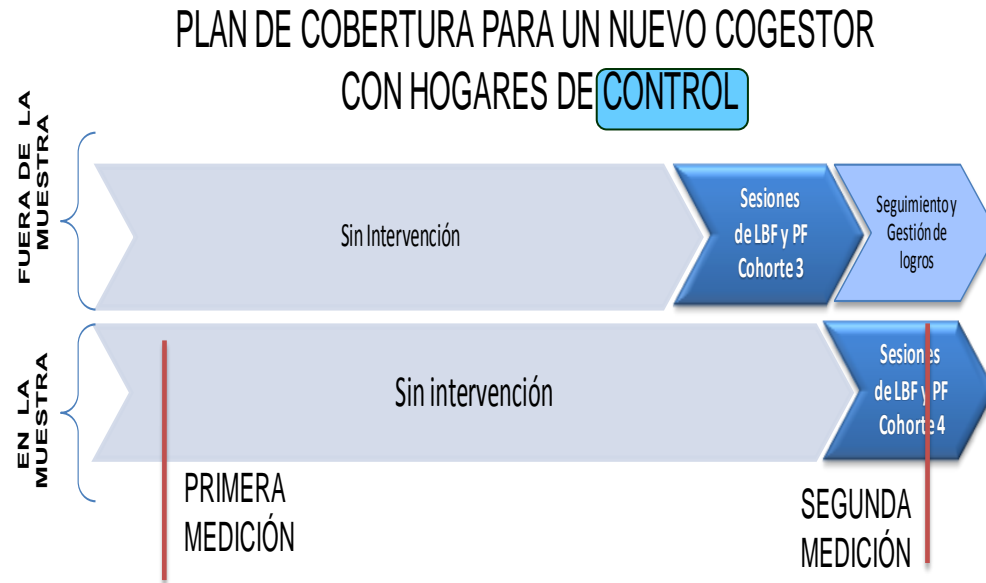 PLAN DE COBERTURA PARA UN NUEVO COGESTOR
CON HOGARES DE CONTROL
FUERA DE LA
MUESTRA
Sin Intervención
Sesiones
de LBF y PF
Cohorte 3
Seguimiento y
Gestión de
logros
EN LA
MUESTRA
Sin intervención
Sesiones
de LBF y PF
Cohorte 4
PRIMERA
MEDICIÓN
SEGUNDA
MEDICIÓN